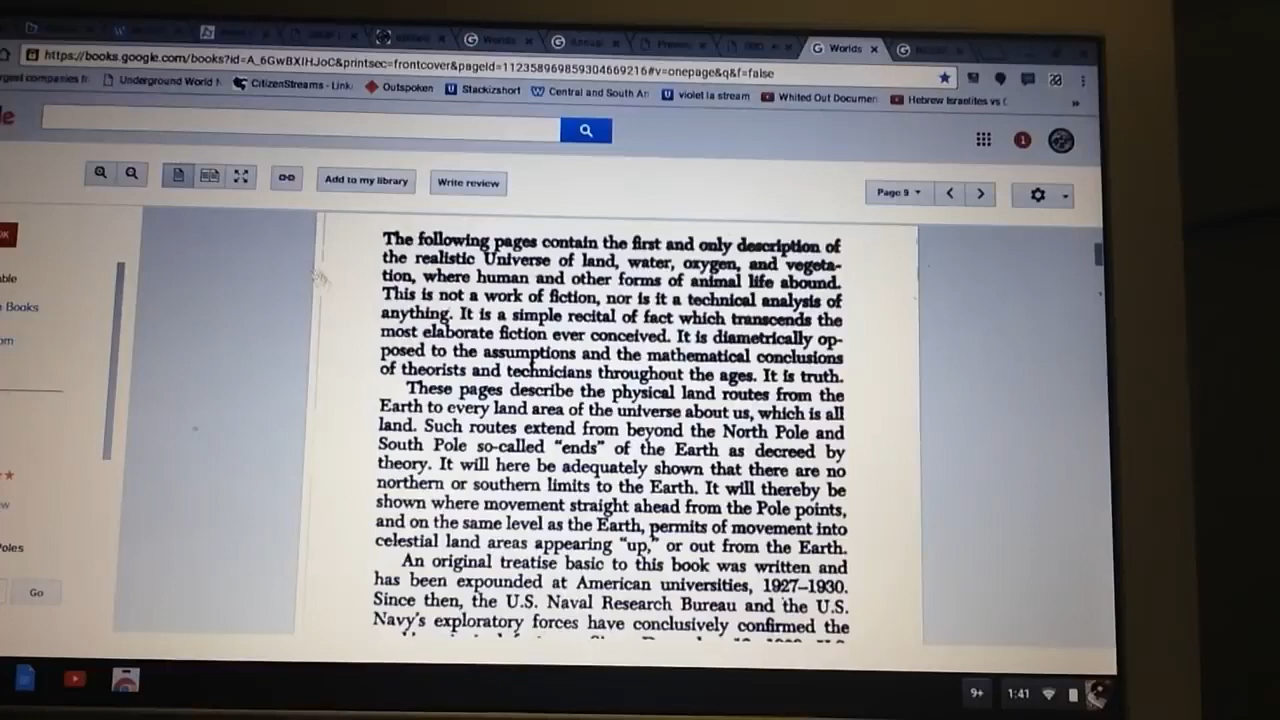 Worlds
https://books.google.com/books?id=A_6GwBXIHJoC&printsec=frontcover&pageId=112358969859304669216#v=onepage&q&f=false
rgest companies fr Underground World N CitizenStreams - Link Outspoken Stackizshort Central and South An violet la stream Whited Out Documen Hebrew Israelites vs C
»
le
1
Add to my library Write review Page 9
The following pages contain the first and only description of
the realistic Universe of land, water, oxygen, and vegeta-
tion, where human and other forms of animal life abound.
This is not a work of fiction, nor is it a technical analysis of
anything. It is a simple recital of fact which transcends the
most elaborate fiction ever conceived. It is diametrically op-
posed to the assumptions and the mathematical conclusions
of theorists and technicians throughout the ages. It is truth.
These pages describe the physical land routes from the
Earth to every land area of the universe about us, which is all
land. Such routes extend from beyond the North Pole and
South Pole so-called "ends" of the Earth as decreed by
theory. It will here be adequately shown that there are no
northern or southern limits to the Earth. It will thereby be
shown where movement straight ahead from the Pole points,
and on the same level as the Earth, permits of movement into
celestial land areas appearing "up," or out from the Earth.
An original treatise basic to this book was written and
has been expounded at American universities, 1927–1930.
Since then, the U.S. Naval Research Bureau and the U.S.
Navy's exploratory forces have conclusively confirmed the
OK
ble
Books
om
w
Poles
Go
9+ 1:41